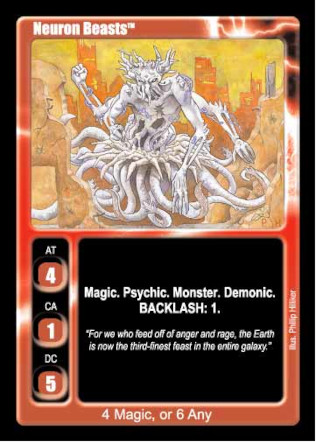 Neuron Beasts™
AT
4
CA
1
DC
5
Magic. Psychic. Monster. Demonic.
BACKLASH: 1.
"For we who feed off of anger and rage, the Earth
is now the third-finest feast in the entire galaxy."
Illus. Phillip Hilliker
4 Magic, or 6 Any